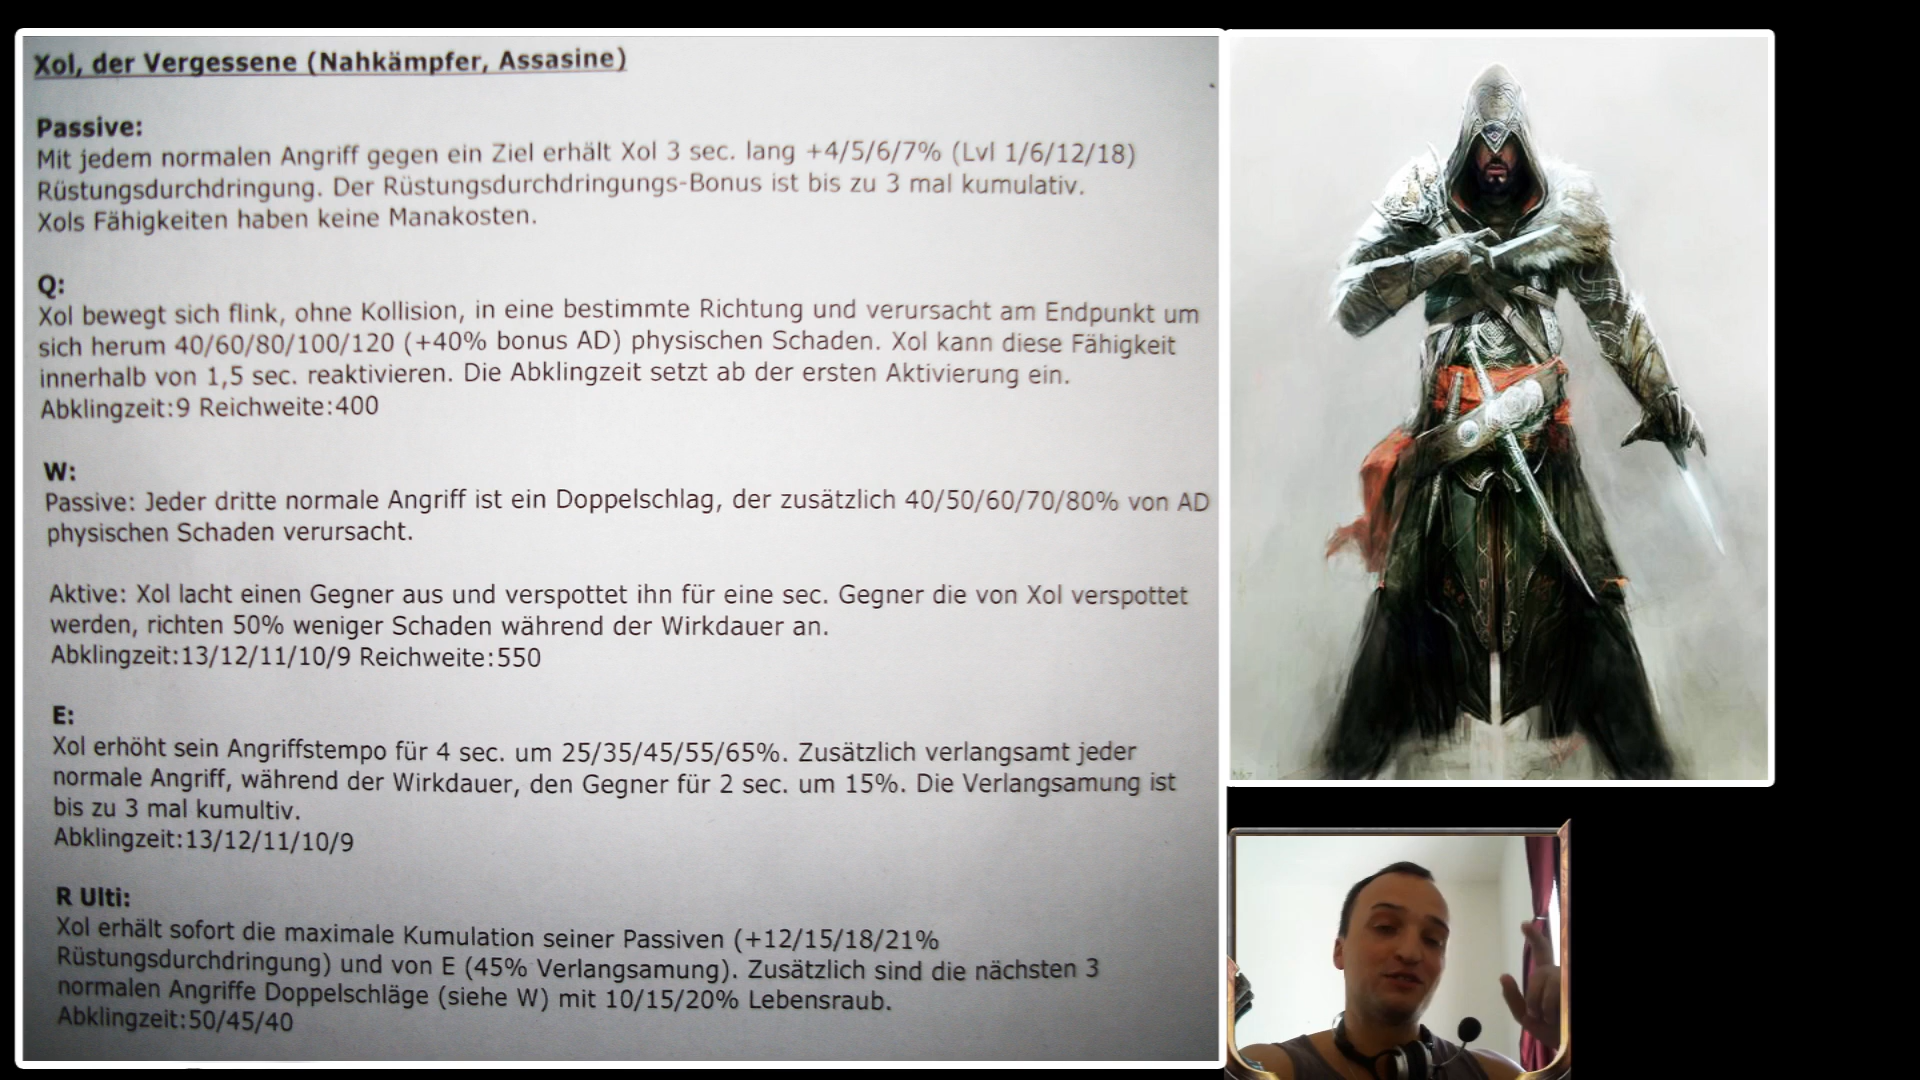 Xol, der Vergessene (Nahkämpfer, Assasine)
Passive:
Mit jedem normalen Angriff gegen ein Ziel erhält Xol 3 sec. lang +4/5/6/7% (Lvl 1/6/12/18)
Rüstungsdurchdringung. Der Rüstungsdurchdringungs-Bonus ist bis zu 3 mal kumulativ.
Xols Fähigkeiten haben keine Manakosten.
Q:
Xol bewegt sich flink, ohne Kollision, in eine bestimmte Richtung und verursacht am Endpunkt um
sich herum 40/60/80/100/120 (+40% bonus AD) physischen Schaden. Xol kann diese Fähigkeit
innerhalb von 1,5 sec. reaktivieren. Die Abklingzeit setzt ab der ersten Aktivierung ein.
Abklingzeit:9 Reichweite:400
W:
Passive: Jeder dritte normale Angriff ist ein Doppelschlag, der zusätzlich 40/50/60/70/80% von AD
physischen Schaden verursacht.
Aktive: Xol lacht einen Gegner aus und verspottet ihn für eine sec. Gegner die von Xol verspottet
werden, richten 50% weniger Schaden während der Wirkdauer an.
Abklingzeit:13/12/11/10/9 Reichweite:550
E:
Xol erhöht sein Angriffstempo für 4 sec. um 25/35/45/55/65%. Zusätzlich verlangsamt jeder
normale Angriff, während der Wirkdauer, den Gegner für 2 sec. um 15%. Die Verlangsamung ist
bis zu 3 mal kumultiv.
Abklingzeit:13/12/11/10/9
R Ulti:
Xol erhält sofort die maximale Kumulation seiner Passiven (+12/15/18/21%
Rüstungsdurchdringung) und von E (45% Verlangsamung). Zusätzlich sind die nächsten 3
normalen Angriffe Doppelschläge (siehe W) mit 10/15/20% Lebensraub.
Abklingzeit:50/45/40